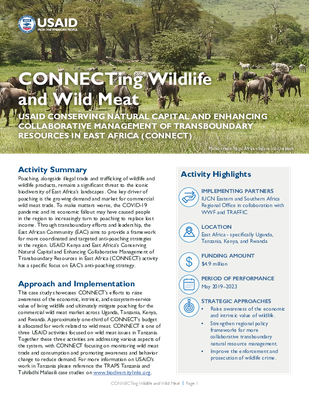 USAID
FROM THE AMERICAN PEOPLE
CONNECTing Wildlife
and Wild Meat
USAID CONSERVING NATURAL CAPITAL AND ENHANCING
COLLABORATIVE MANAGEMENT OF TRANSBOUNDARY
RESOURCES IN EAST AFRICA (CONNECT)
Activity Summary
Poaching, alongside illegal trade and trafficking of wildlife and
wildlife products, remains a significant threat to the iconic
biodiversity of East Africa's landscapes. One key driver of
poaching is the growing demand and market for commercial
wild meat trade. To make matters worse, the COVID-19
pandemic and its economic fallout may have caused people
in the region to increasingly turn to poaching to replace lost
income. Through transboundary efforts and leadership, the
East African Community (EAC) aims to provide a framework
for more coordinated and targeted anti-poaching strategies
in the region. USAID Kenya and East Africa's Conserving
Natural Capital and Enhancing Collaborative Management of
Transboundary Resources in East Africa (CONNECT) activity
has a specific focus on EAC's anti-poaching strategy.
Approach and Implementation
The case study showcases CONNECT's efforts to raise
awareness of the economic, intrinsic, and ecosystem-service
value of living wildlife and ultimately mitigate poaching for the
commercial wild meat market across Uganda, Tanzania, Kenya,
and Rwanda. Approximately one-third of CONNECT's budget
is allocated for work related to wild meat. CONNECT is one of
three USAID activities focused on wild meat across Tanzania.
Together these three activities are addressing various aspects of
the system, with CONNECT focusing on monitoring wild meat
trade and consumption and promoting awareness and behavior
change to reduce demand. For more information on USAID's
work in Tanzania please reference the TRAPS Tanzania and
Tuhifadhi Maliasili case studies on www.biodiversitylinks.org.
Activity Highlights
IMPLEMENTING PARTNERS
IUCN Eastern and Southern Africa
Regional Office in collaboration with
WWF and TRAFFIC
LOCATION
East Africa - specifically Uganda,
Tanzania, Kenya, and Rwanda
FUNDING AMOUNT
$4.9 million
PERIOD OF PERFORMANCE
May 2019–2023
STRATEGIC APPROACHES
• Raise awareness of the economic
and intrinsic value of wildlife.
• Strengthen regional policy
frameworks for more
collaborative transboundary
natural resource management.
• Improve the enforcement and
prosecution of wildlife crime.
CONNECTing Wildlife and Wild Meat | Page 1